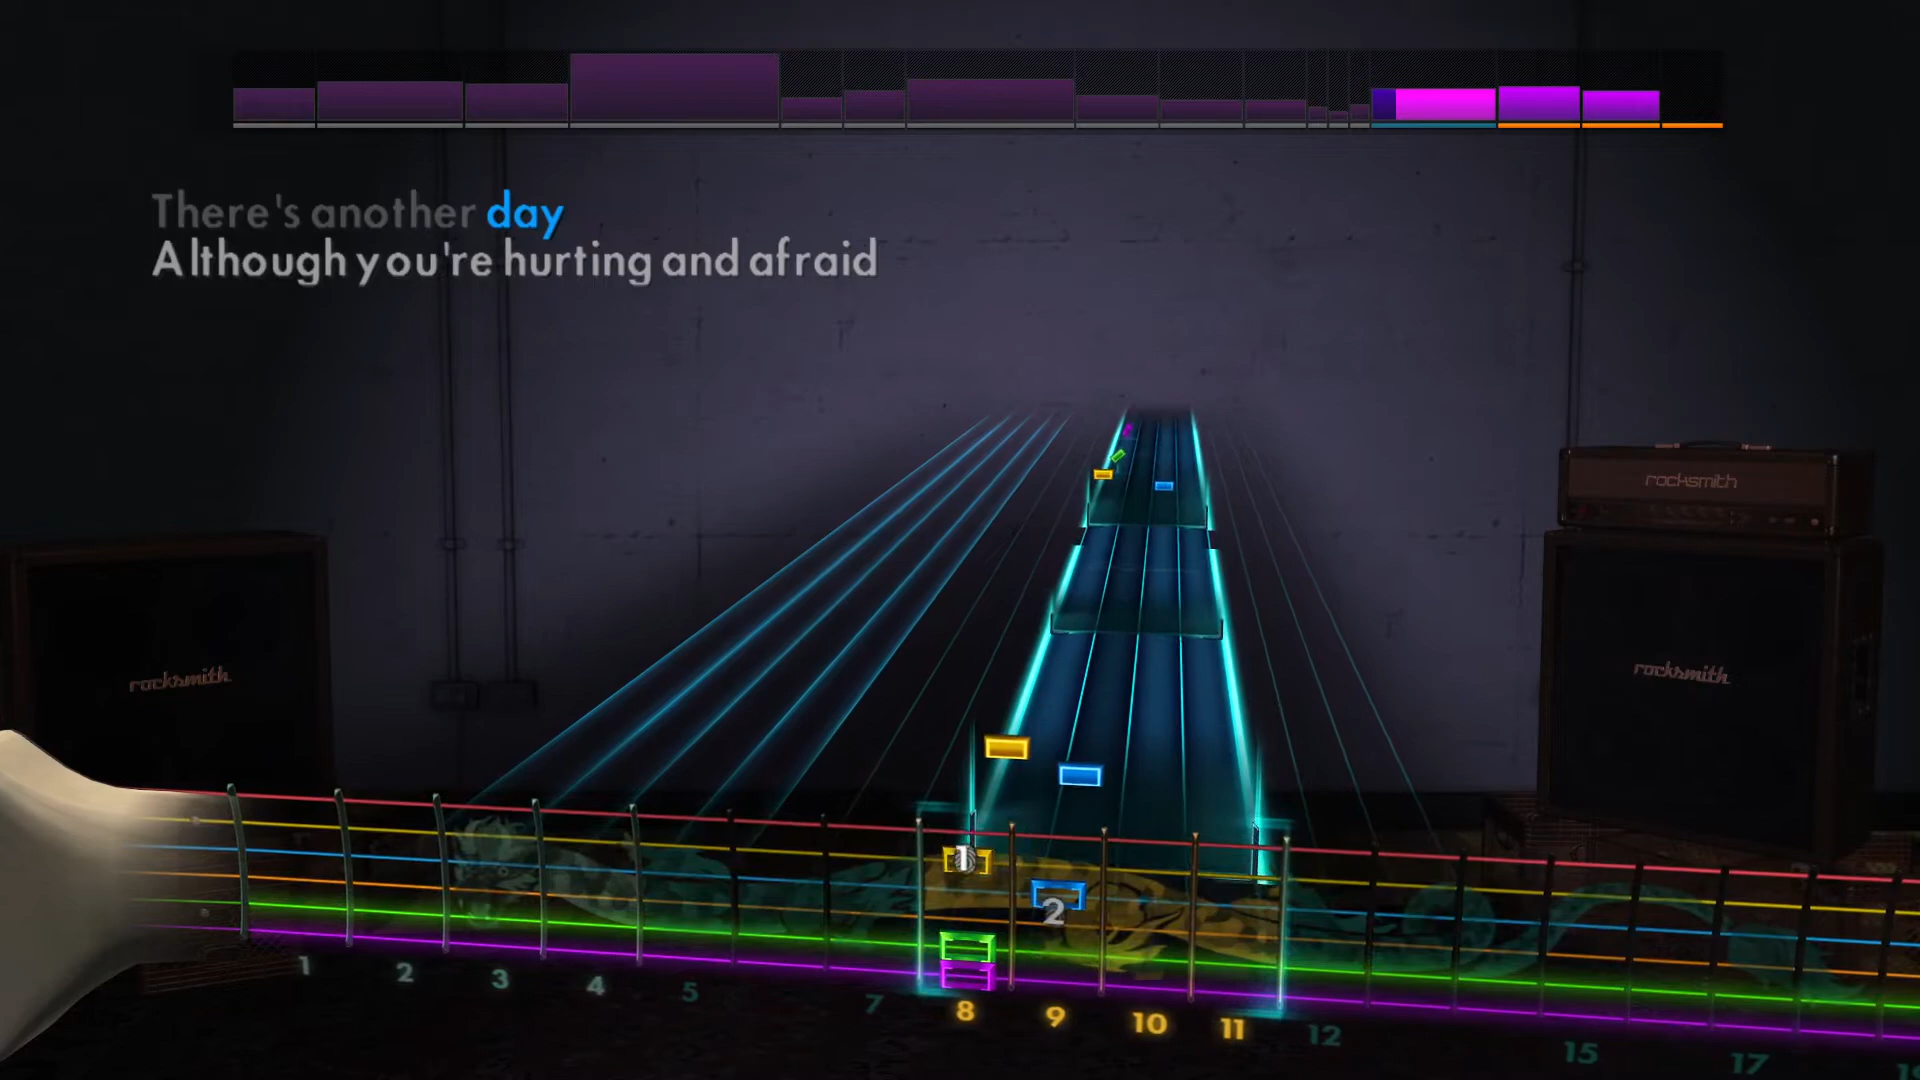 There's another day
Although you're hurting and afraid
rocksmith
rocksmith
rocksmith
1
2
1 2 3 4 5 7 8 9 10 11 12 15 17